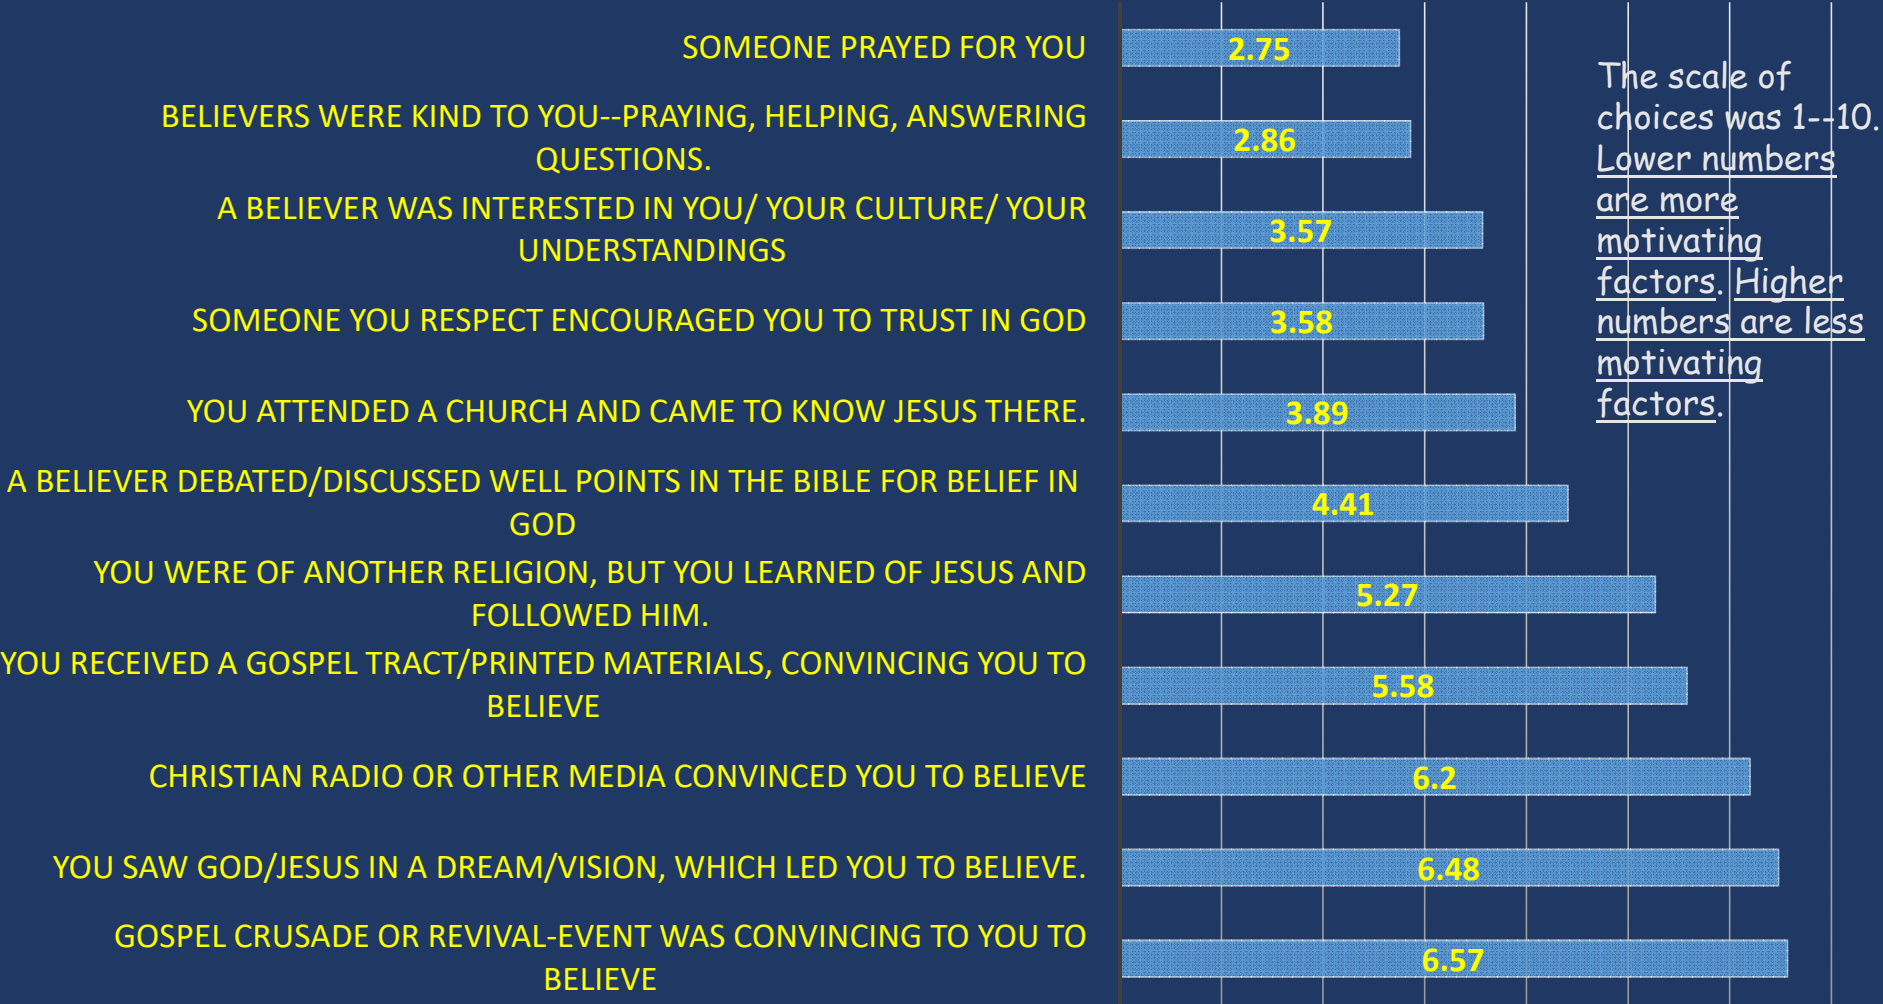 SOMEONE PRAYED FOR YOU
2.75
BELIEVERS WERE KIND TO YOU--PRAYING, HELPING, ANSWERING
QUESTIONS.
2.86
A BELIEVER WAS INTERESTED IN YOU/ YOUR CULTURE/ YOUR
UNDERSTANDINGS
3.57
SOMEONE YOU RESPECT ENCOURAGED YOU TO TRUST IN GOD
3.58
YOU ATTENDED A CHURCH AND CAME TO KNOW JESUS THERE.
3.89
A BELIEVER DEBATED/DISCUSSED WELL POINTS IN THE BIBLE FOR BELIEF IN
GOD
4.41
YOU WERE OF ANOTHER RELIGION, BUT YOU LEARNED OF JESUS AND
FOLLOWED HIM.
5.27
YOU RECEIVED A GOSPEL TRACT/PRINTED MATERIALS, CONVINCING YOU TO
BELIEVE
5.58
CHRISTIAN RADIO OR OTHER MEDIA CONVINCED YOU TO BELIEVE
6.2
YOU SAW GOD/JESUS IN A DREAM/VISION, WHICH LED YOU TO BELIEVE.
6.48
GOSPEL CRUSADE OR REVIVAL-EVENT WAS CONVINCING TO YOU TO
BELIEVE
6.57
The scale of
choices was 1--10.
Lower numbers
are more
motivating
factors. Higher
numbers are less
motivating
factors.